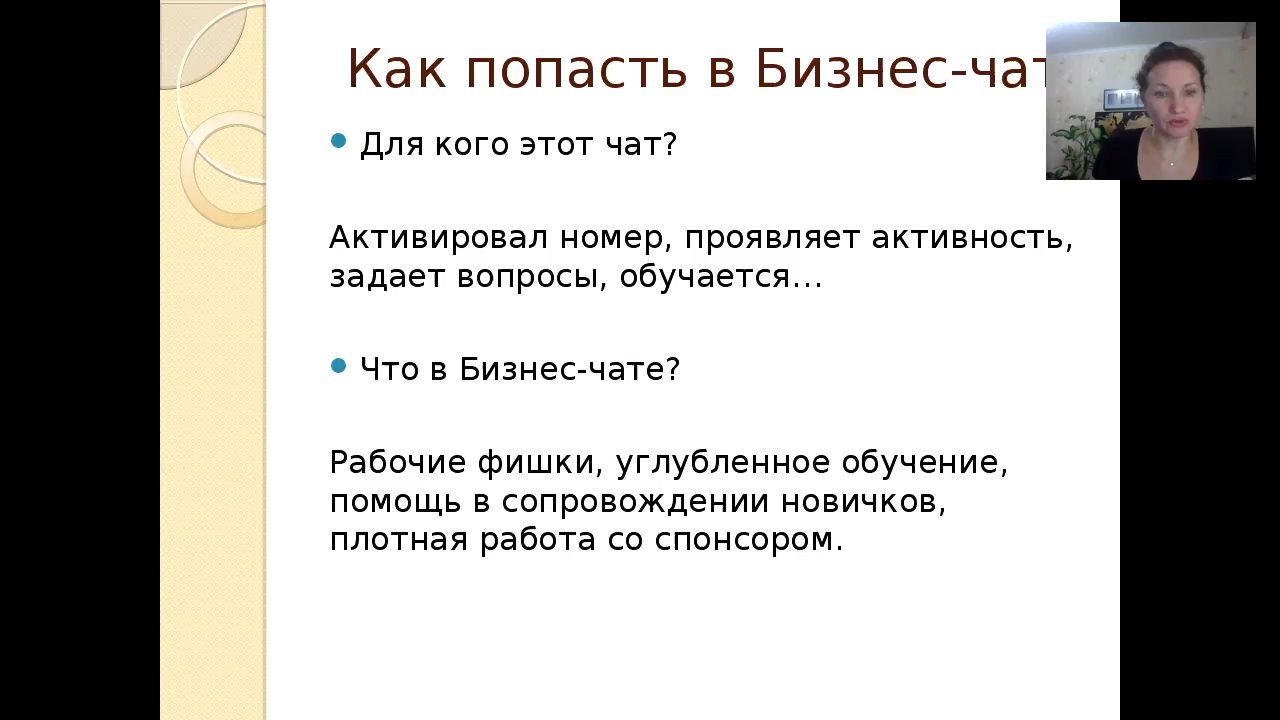 Как попасть в Бизнес-чат
Для кого этот чат?
Активировал номер, проявляет активность,
задает вопросы, обучается…
Что в Бизнес-чате?
Рабочие фишки, углубленное обучение,
помощь в сопровождении новичков,
плотная работа со спонсором.